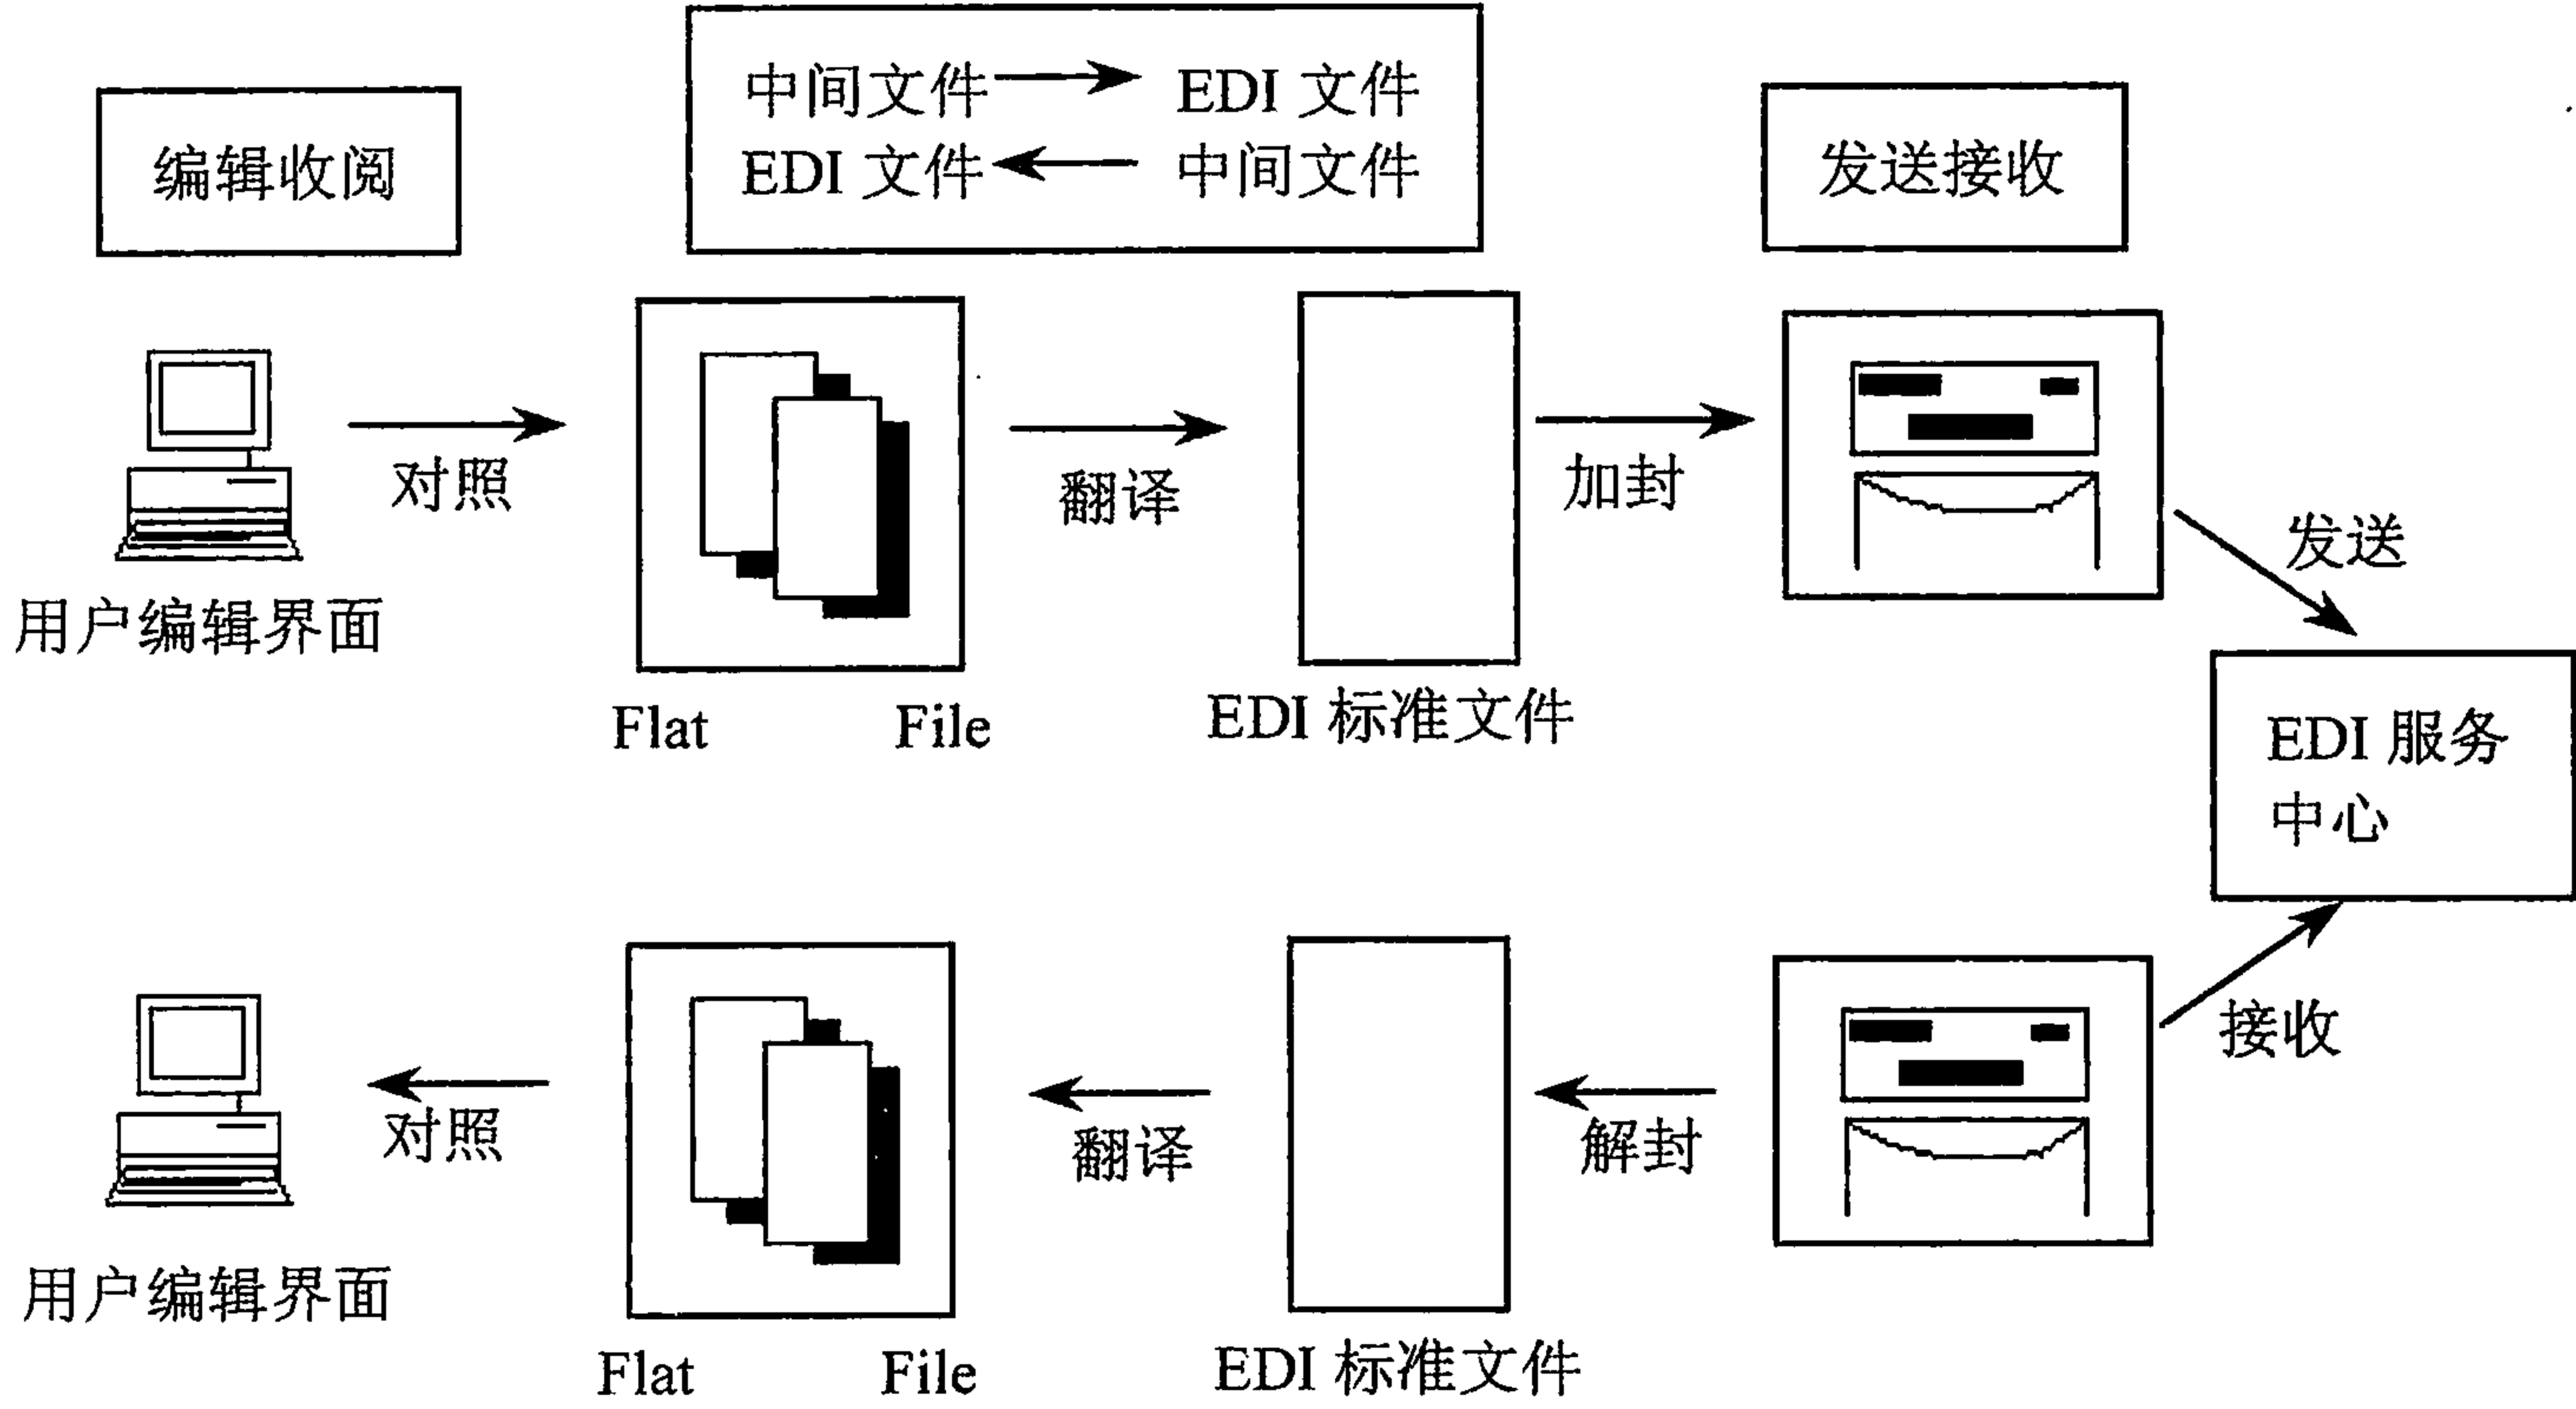 中间文件 EDI 文件
编辑收阅
EDI 文件 中间文件
发送接收
对照
翻译
加封
发送
用户编辑界面
Flat File
EDI 标准文件
EDI 服务
中心
接收
对照
翻译
解封
用户编辑界面
Flat File
EDI 标准文件